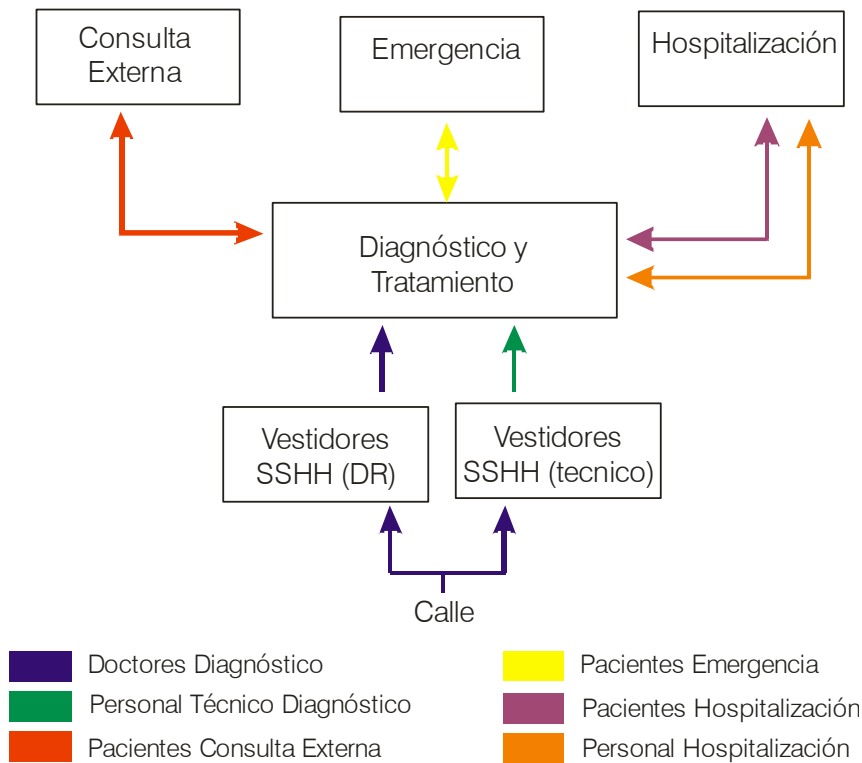 Consulta
Externa
Emergencia
Hospitalización
Diagnóstico y
Tratamiento
Vestidores
SSHH (DR)
Vestidores
SSHH (tecnico)
Calle
Doctores Diagnóstico
Personal Técnico Diagnóstico
Pacientes Consulta Externa
Pacientes Emergencia
Pacientes Hospitalización
Personal Hospitalización